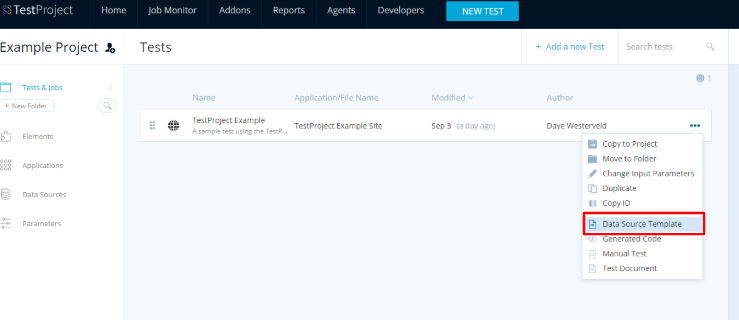 TestProject Home Job Monitor Addons Reports Agents Developers NEW TEST
Example Project
Tests
+ Add a new Test
Search tests
Tests & Jobs
+ New Folder
Elements
Applications
Data Sources
Parameters
1
Name Application/File Name Modified Author
TestProject Example
A sample test using the TestP...
TestProject Example Site
Sep 3 (a day ago)
Dave Westerveld
Copy to Project
Move to Folder
Change Input Parameters
Duplicate
Copy ID
Data Source Template
Generated Code
Manual Test
Test Document